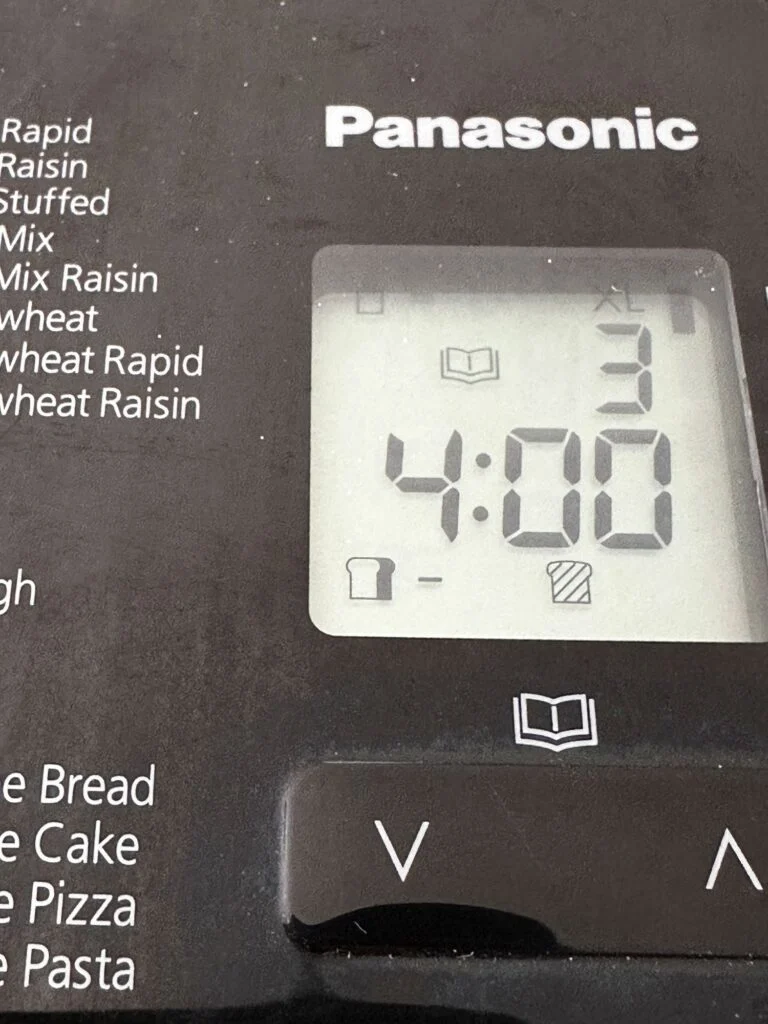 Panasonic
Rapid
Raisin
Stuffed
Mix
Mix Raisin
wheat
wheat Rapid
wheat Raisin
XL
3
4:00
-
gh
e Bread
e Cake
e Pizza
e Pasta